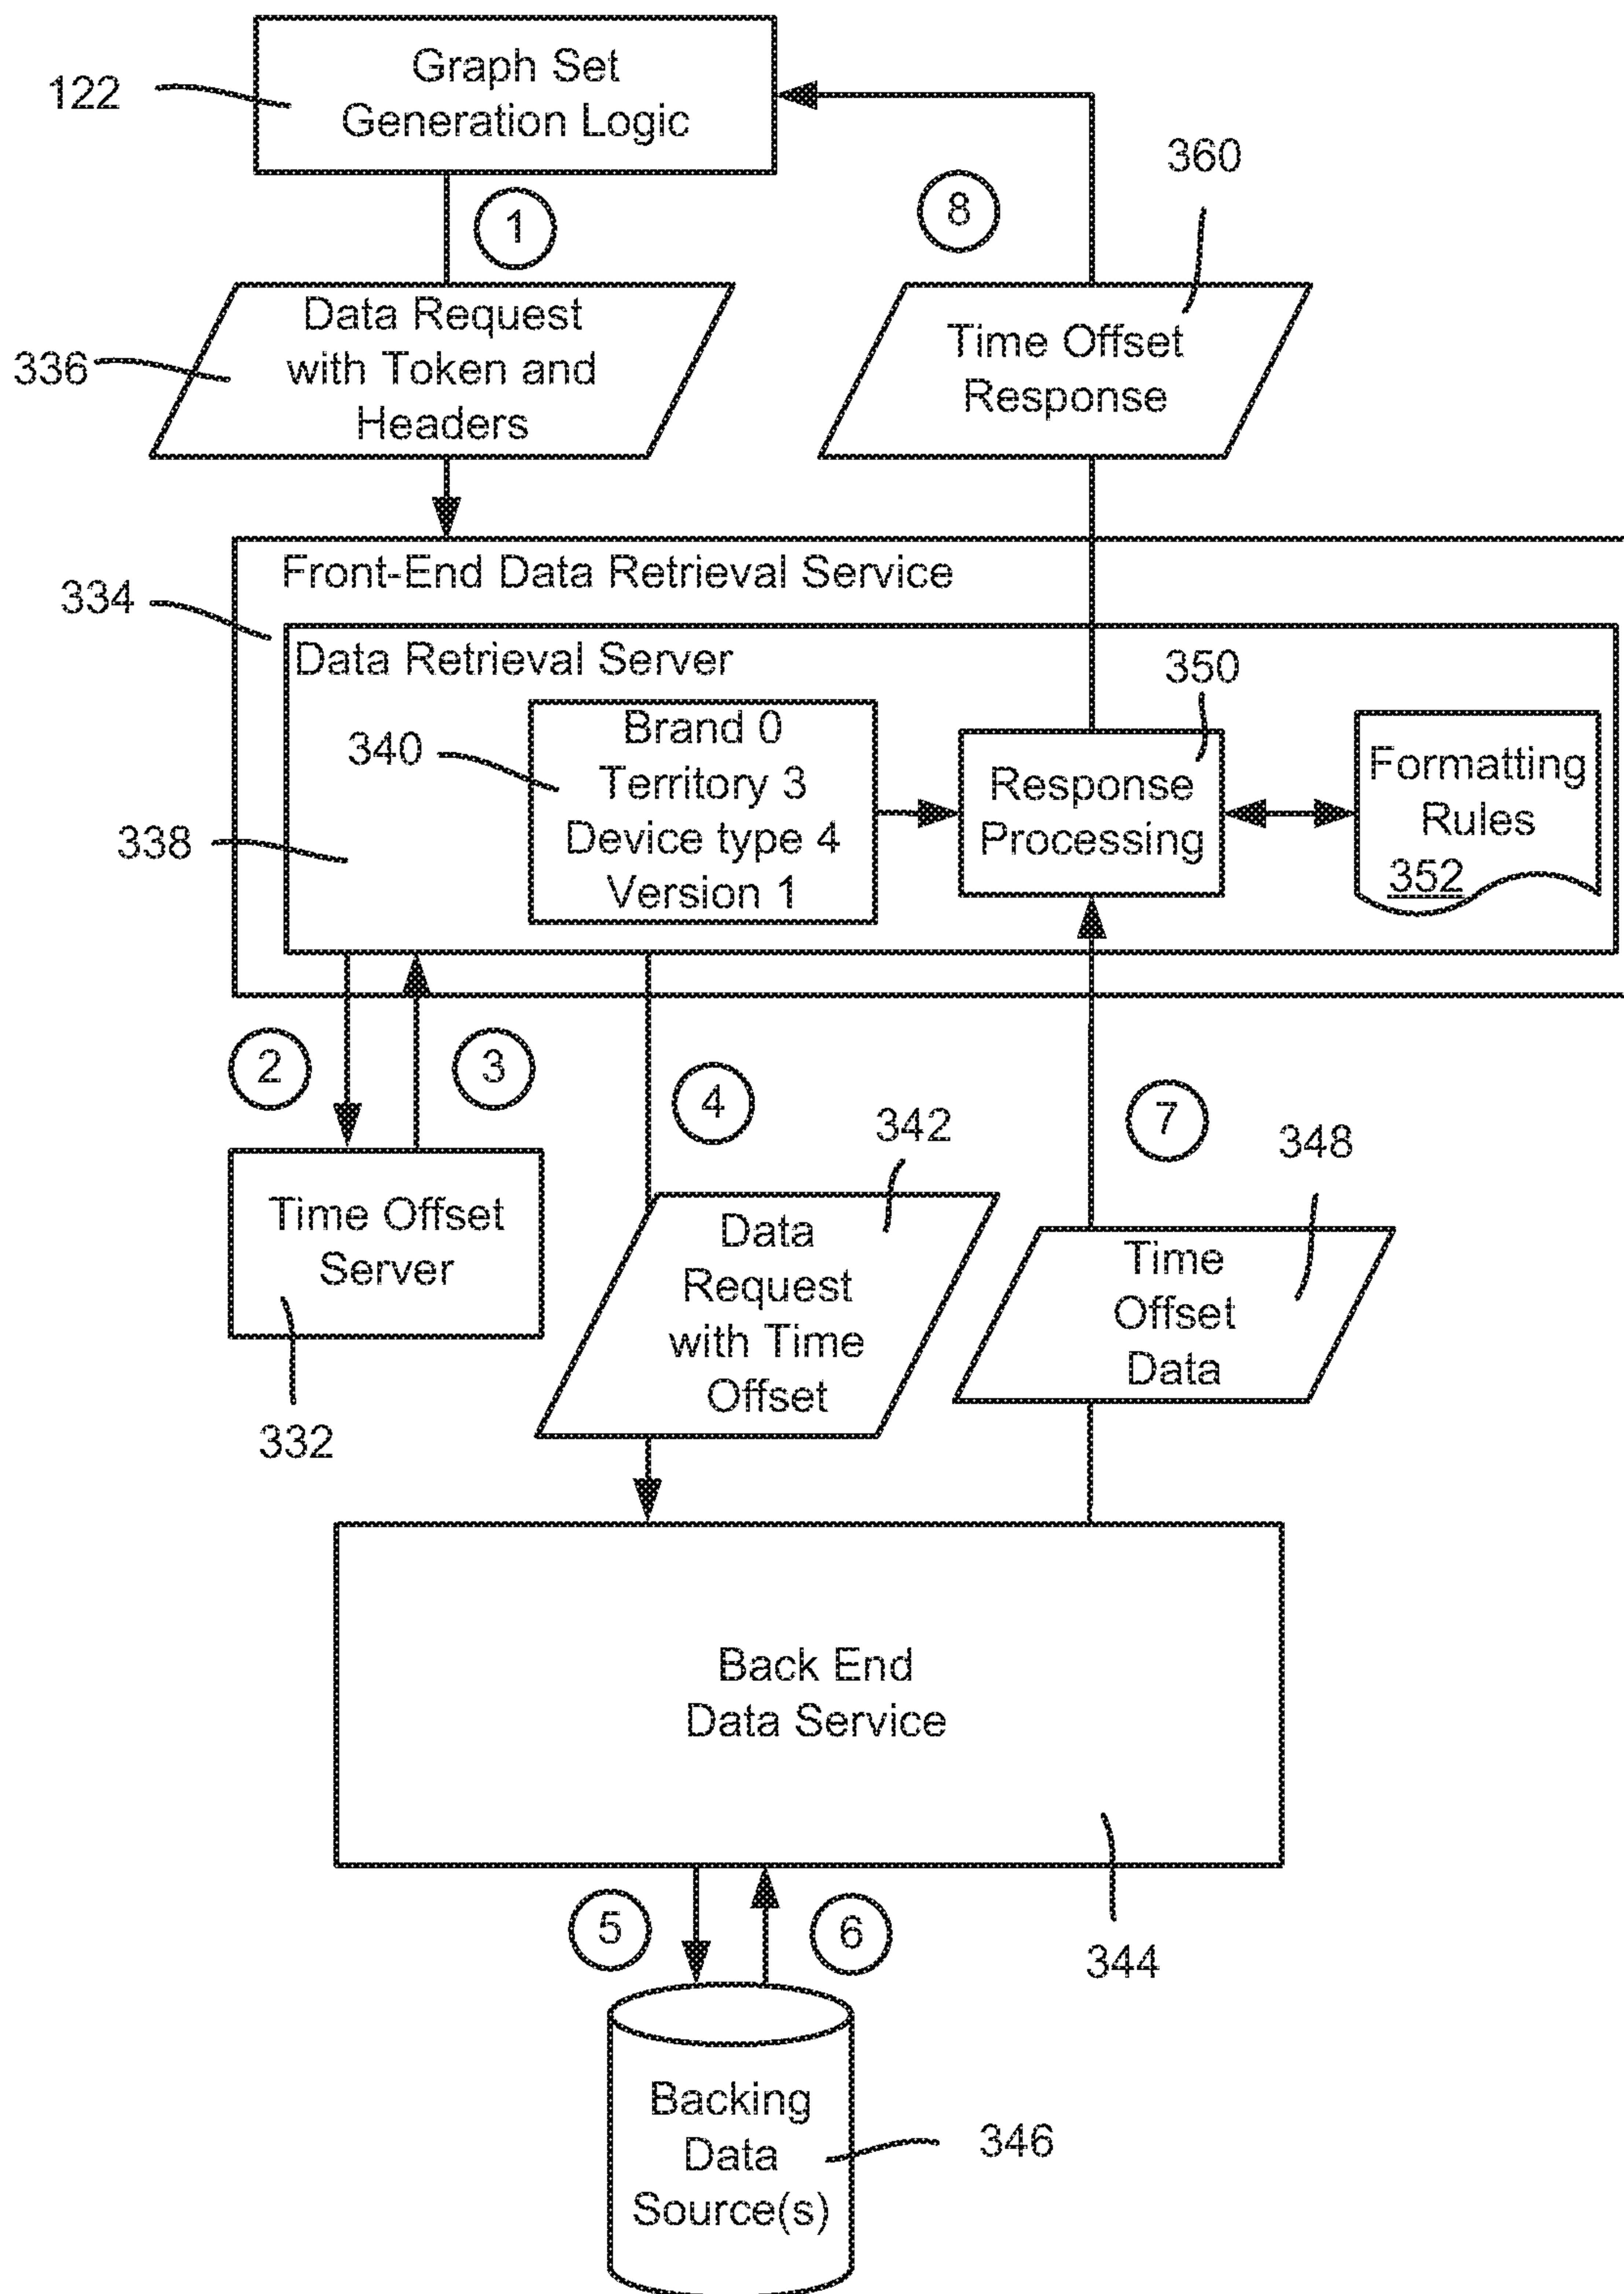 Graph Set
Generation Logic
122
1
8
360
Data Request
with Token and
Headers
336
Time Offset
Response
Front-End Data Retrieval Service
334
Data Retrieval Server
350
340
Brand 0
Territory 3
Device type 4
Version 1
338
Response
Processing
Formatting
Rules
352
2
3
4
342
7
348
Time Offset
Server
332
Data
Request
with Time
Offset
Time
Offset
Data
Back End
Data Service
344
5
6
Backing
Data
Source(s)
346